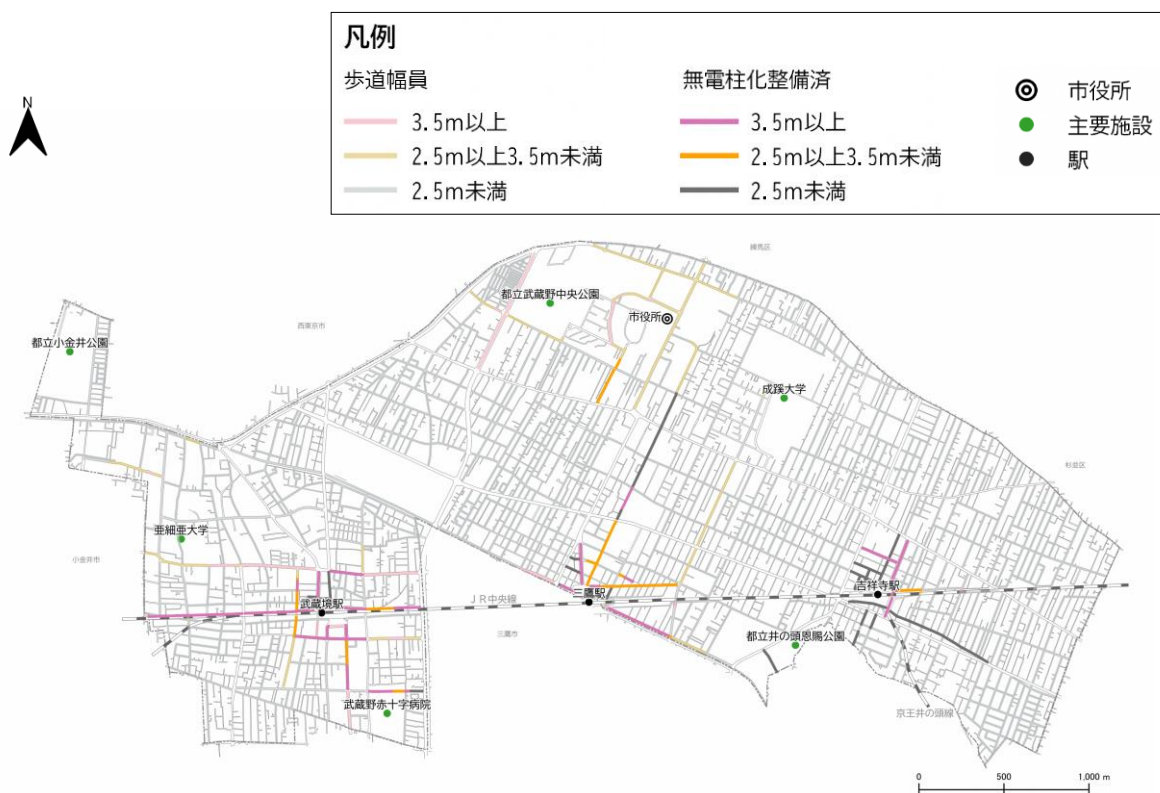 凡例
歩道幅員
3.5m以上
2.5m以上3.5m未満
2.5m未満
無電柱化整備済
3.5m以上
2.5m以上3.5m未満
2.5m未満
市役所
主要施設
駅
N
練馬区
都立武蔵野中央公園
市役所
西東京市
都立小金井公園
成蹊大学
杉並区
亜細亜大学
小金井市
吉祥寺駅
三鷹駅
武蔵境駅
JR中央線
三鷹市
都立井の頭恩賜公園
武蔵野赤十字病院
京王井の頭線
0 500 1,000 m